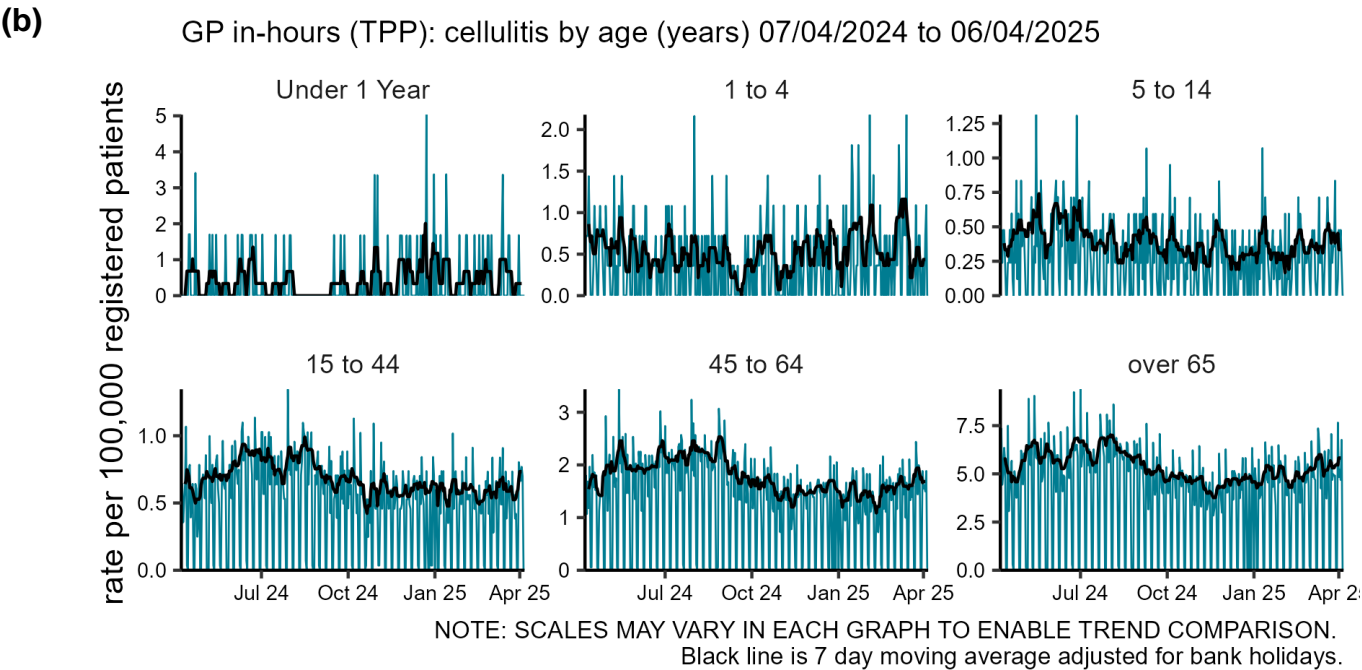 (b)
GP in-hours (TPP): cellulitis by age (years) 07/04/2024 to 06/04/2025
rate per 100,000 registered patients
Under 1 Year
5
4
3
2
1
0
1 to 4
2.0
1.5
1.0
0.5
0.0
5 to 14
1.25
1.00
0.75
0.50
0.25
0.00
15 to 44
1.0
0.5
0.0
Jul 24 Oct 24 Jan 25 Apr 25
45 to 64
3
2
1
0
Jul 24 Oct 24 Jan 25 Apr 25
over 65
7.5
5.0
2.5
0.0
Jul 24 Oct 24 Jan 25 Apr 25
NOTE: SCALES MAY VARY IN EACH GRAPH TO ENABLE TREND COMPARISON.
Black line is 7 day moving average adjusted for bank holidays.